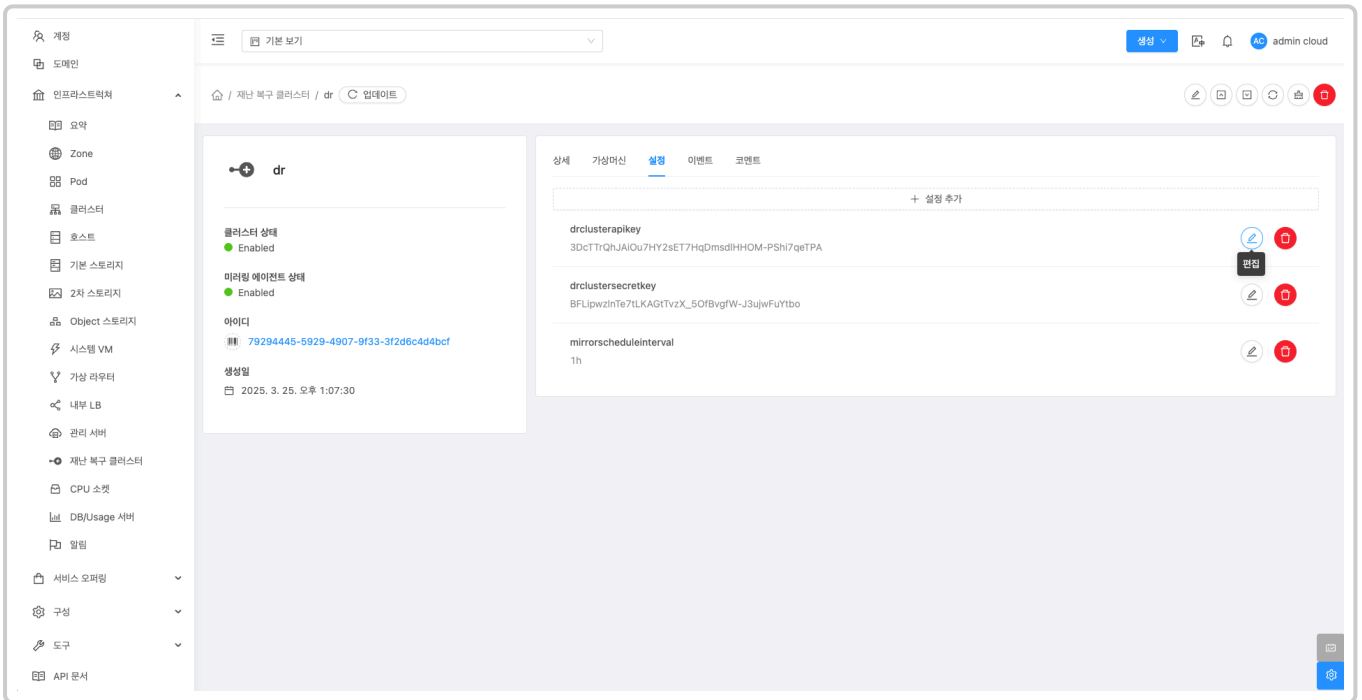 계정
도메인
인프라스트럭쳐
요약
Zone
Pod
클러스터
호스트
기본 스토리지
2차 스토리지
Object 스토리지
시스템 VM
가상 라우터
내부 LB
관리 서버
재난 복구 클러스터
CPU 소켓
DB/Usage 서버
알림
서비스 오퍼링
구성
도구
API 문서
기본 보기
생성
AC admin cloud
/ 재난 복구 클러스터 / dr 업데이트
dr
클러스터 상태
Enabled
미러링 에이전트 상태
Enabled
아이디
79294445-5929-4907-9f33-3f2d6c4d4bcf
생성일
2025. 3. 25. 오후 1:07:30
상세 가상머신 설정 이벤트 코멘트
+ 설정 추가
drclusterapikey
3DcTTrQhJAiOu7HY2sET7HqDmsdIHHOM-PShi7qeTPA
편집
drclustersecretkey
BFLipwzlnTe7tLKAGtTvzX_5OfBvgfW-J3ujwFuYtbo
mirrorscheduleinterval
1h